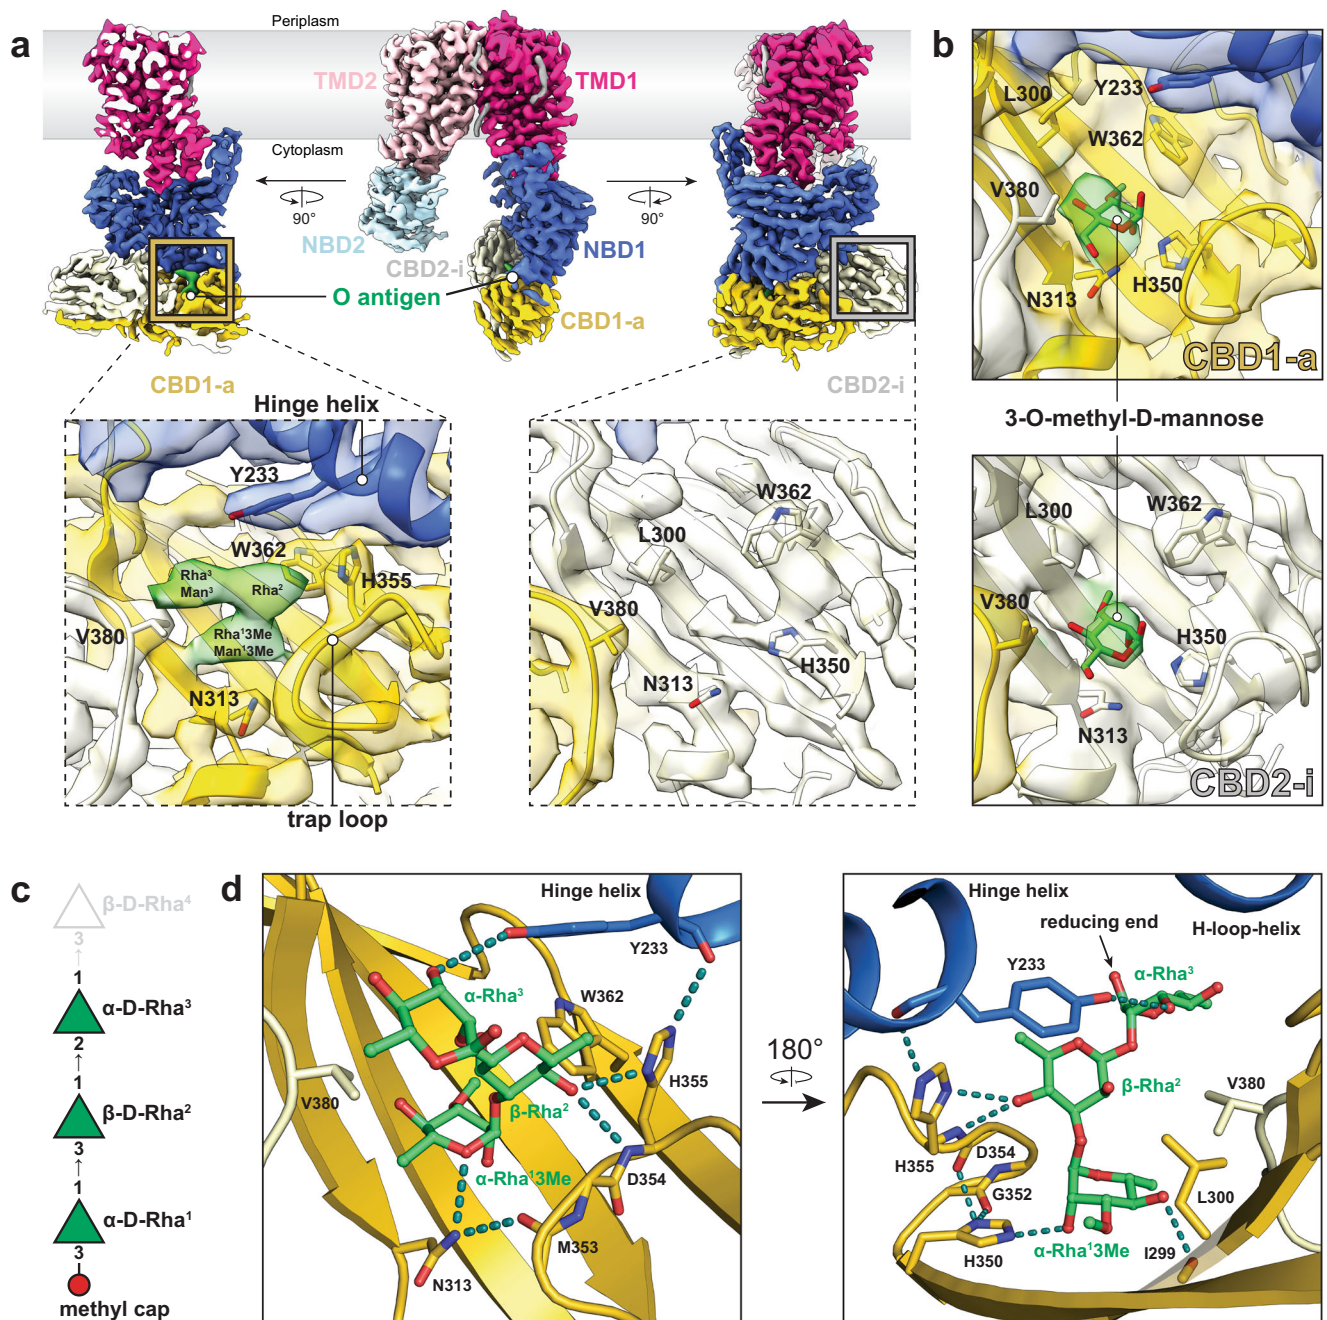 a
Periplasm
TMD2
TMD1
Cytoplasm
90°
90°
NBD2
NBD1
CBD2-i
O antigen
CBD1-a
CBD1-a
CBD2-i
Hinge helix
Y233
W362
H355
Rha³
Man³
Rha²
Rha¹3Me
Man¹3Me
V380
N313
trap loop
W362
L300
V380
H350
N313
b
L300
Y233
W362
V380
N313
H350
CBD1-a
3-O-methyl-D-mannose
L300
W362
V380
H350
N313
CBD2-i
c
β-D-Rha⁴
3
1
α-D-Rha³
2
1
β-D-Rha²
3
1
α-D-Rha¹
3
methyl cap
d
Hinge helix
Y233
α-Rha³
W362
H355
V380
β-Rha²
α-Rha¹3Me
D354
M353
N313
180°
Hinge helix
reducing end
H-loop-helix
Y233
α-Rha³
β-Rha²
V380
H355
D354
G352
L300
H350
α-Rha¹3Me
I299